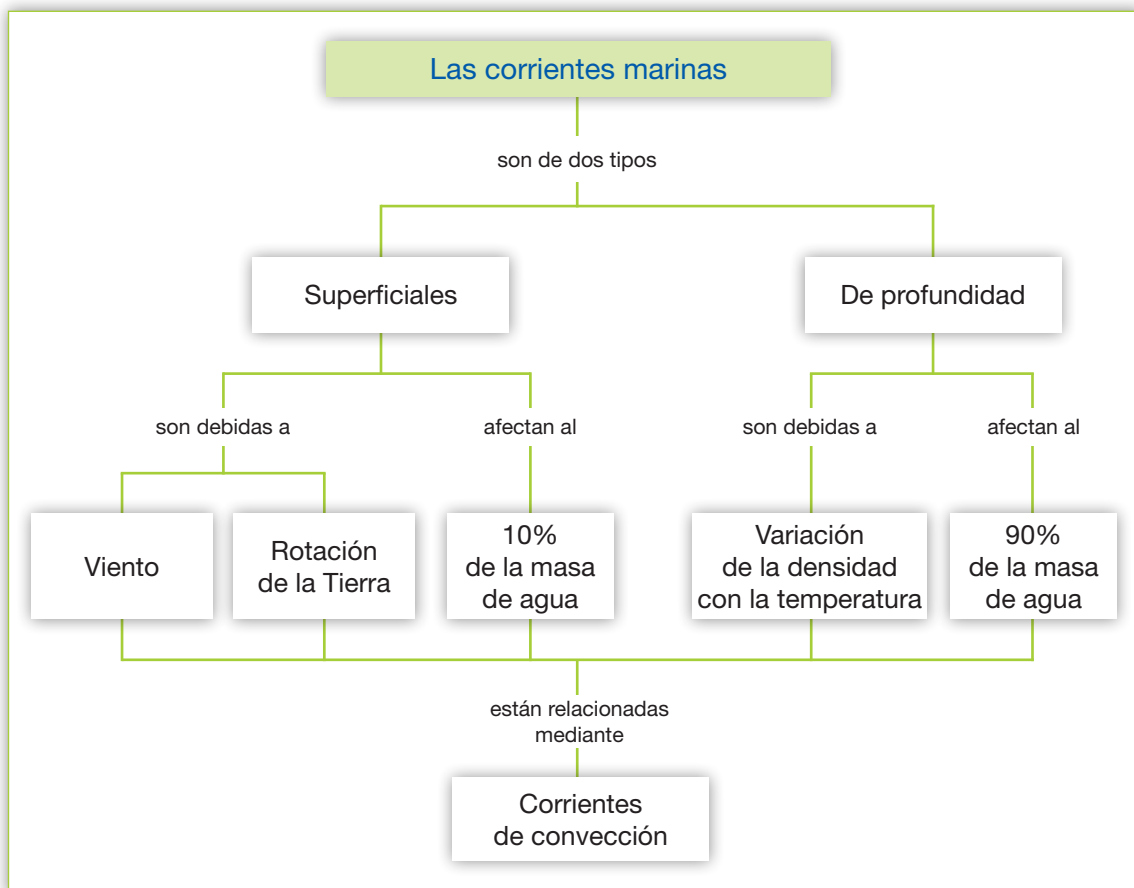 Las corrientes marinas
son de dos tipos
Superficiales
De profundidad
son debidas a
afectan al
son debidas a
afectan al
Viento
Rotación
de la Tierra
10%
de la masa
de agua
Variación
de la densidad
con la temperatura
90%
de la masa
de agua
están relacionadas
mediante
Corrientes
de convección